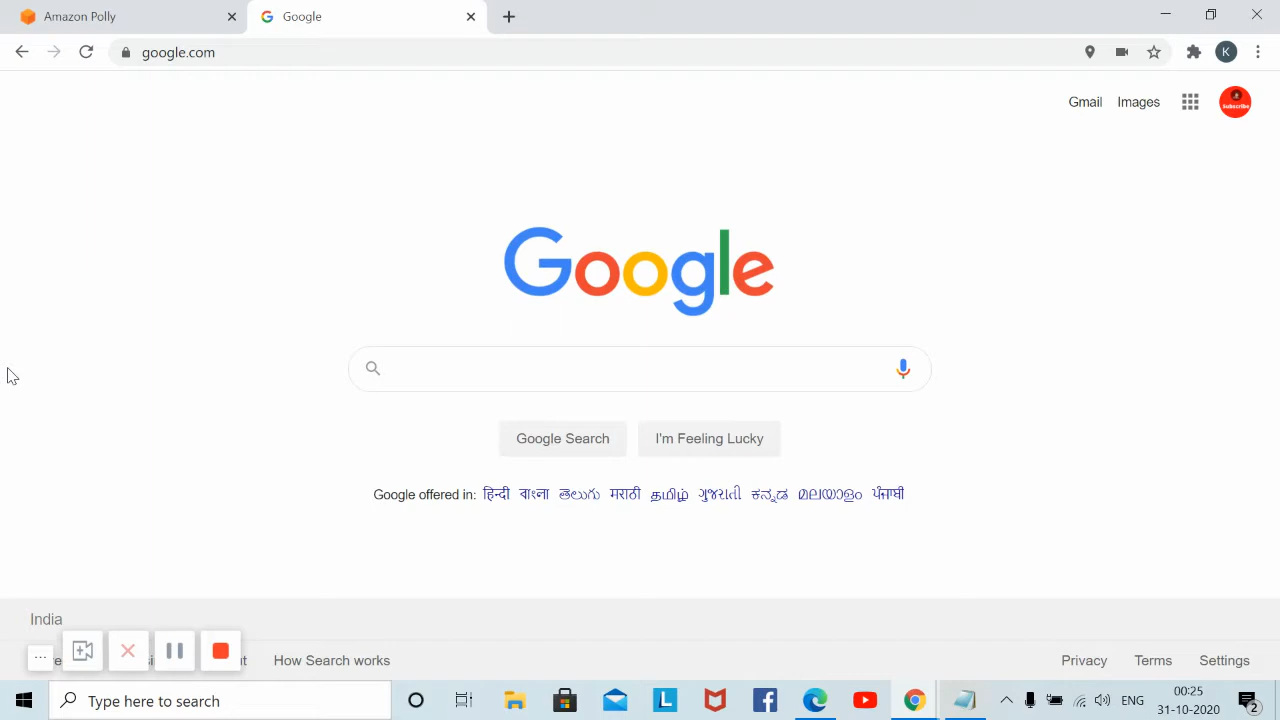 Amazon Polly
Google
google.com
K
Gmail Images
Subscribe
Google
Google Search I'm Feeling Lucky
Google offered in: हिन्दी বাংলা తెలుగు मराठी தமிழ் ગુજરાતી ಕನ್ನಡ മലയാളം ਪੰਜਾਬੀ
India
How Search works Privacy Terms Settings
Type here to search
L
ENG
00:25
31-10-2020
2